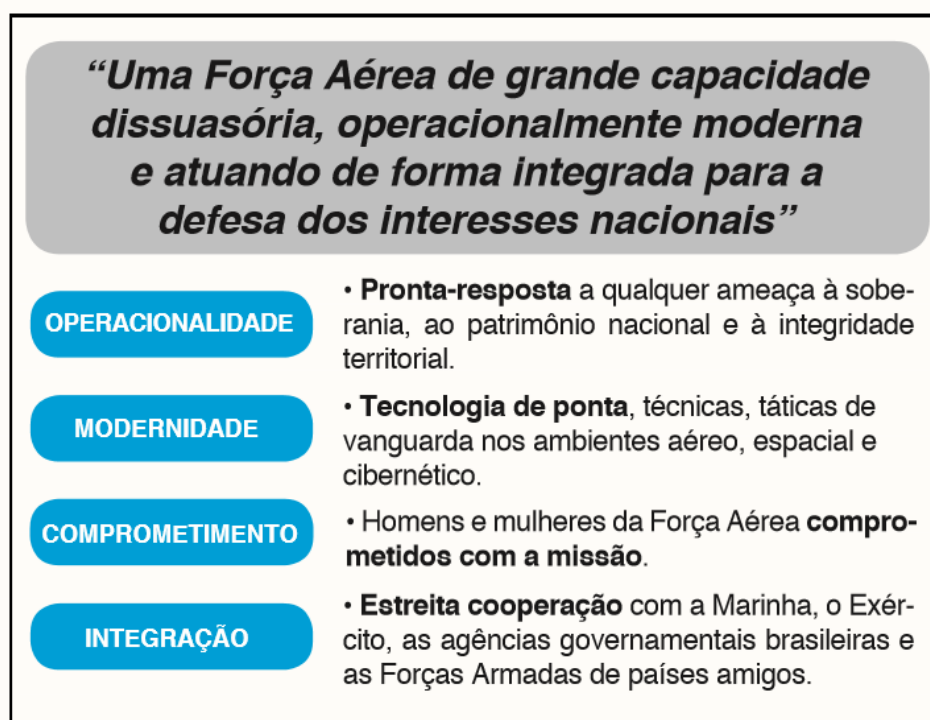 “Uma Força Aérea de grande capacidade
dissuasória, operacionalmente moderna
e atuando de forma integrada para a
defesa dos interesses nacionais”
OPERACIONALIDADE
• Pronta-resposta a qualquer ameaça à sobe-
rania, ao patrimônio nacional e à integridade
territorial.
MODERNIDADE
• Tecnologia de ponta, técnicas, táticas de
vanguarda nos ambientes aéreo, espacial e
cibernético.
COMPROMETIMENTO
• Homens e mulheres da Força Aérea compro-
metidos com a missão.
INTEGRAÇÃO
• Estreita cooperação com a Marinha, o Exér-
cito, as agências governamentais brasileiras e
as Forças Armadas de países amigos.